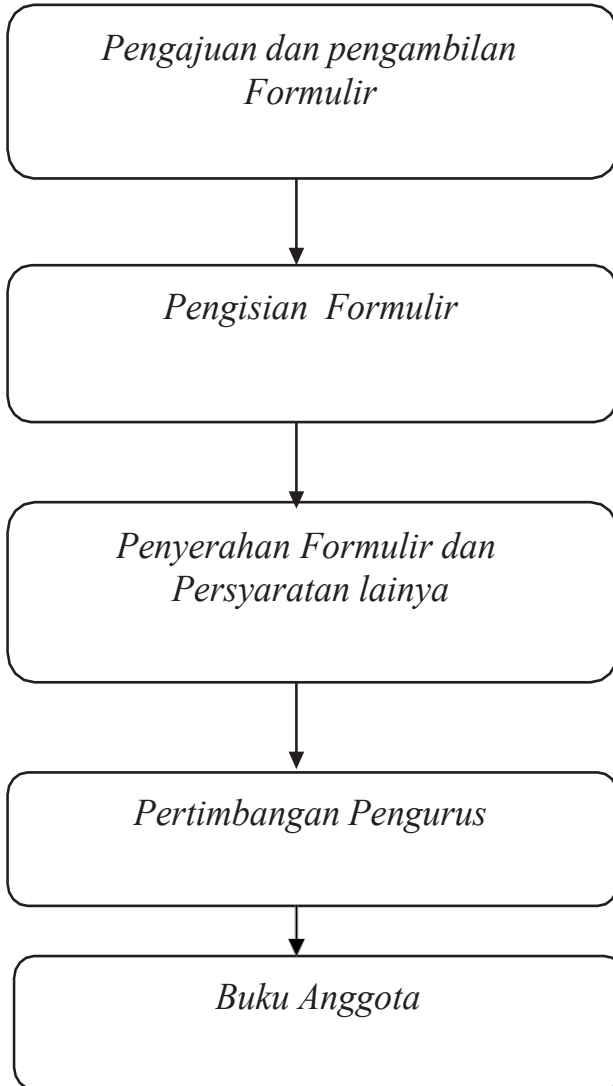 Pengajuan dan pengambilan
Formulir
Pengisian Formulir
Penyerahan Formulir dan
Persyaratan lainya
Pertimbangan Pengurus
Buku Anggota